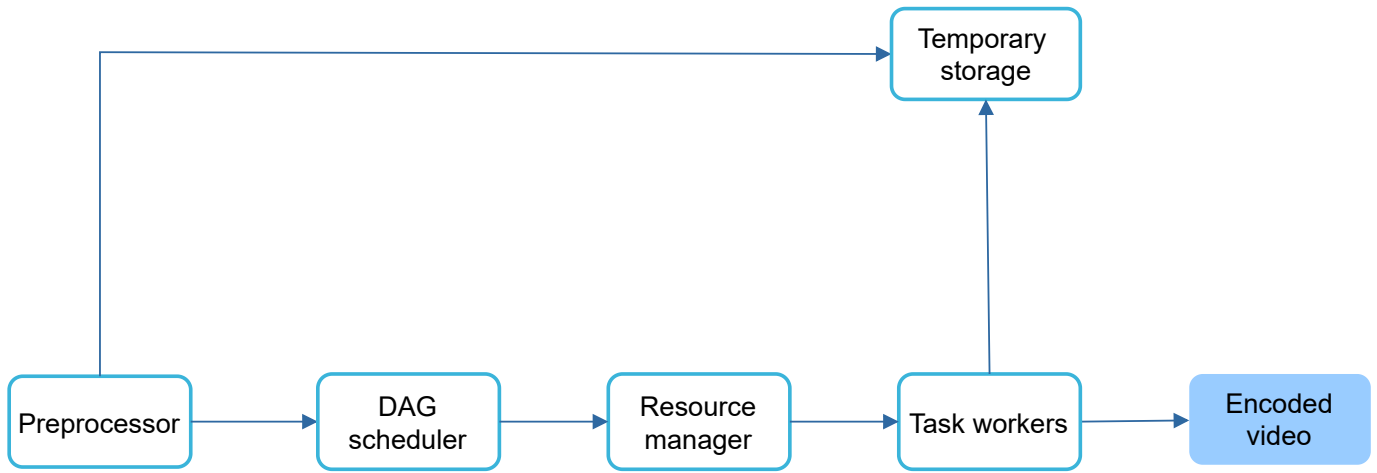 Temporary
storage
Preprocessor
DAG
scheduler
Resource
manager
Task workers
Encoded
video